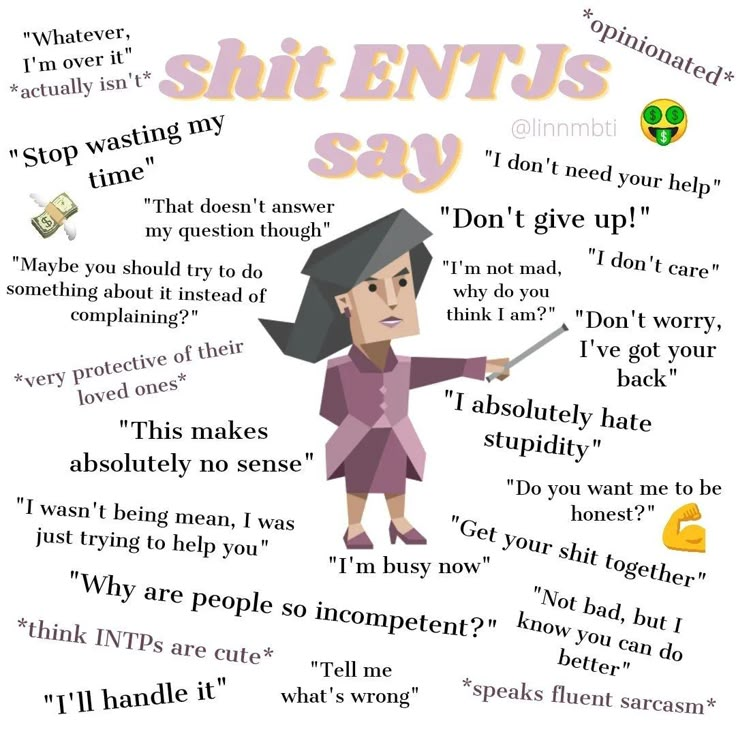 "Whatever,
I'm over it"
*actually isn't*
shit ENTJs
say
*opinionated*
@linnmbti
"Stop wasting my
time"
"I don't need your help"
"That doesn't answer
my question though"
"Don't give up!"
"Maybe you should try to do
something about it instead of
complaining?"
"I'm not mad,
why do you
think I am?"
"I don't care"
"Don't worry,
I've got your
back"
*very protective of their
loved ones*
"I absolutely hate
stupidity"
"This makes
absolutely no sense"
"Do you want me to be
honest?"
"I wasn't being mean, I was
just trying to help you"
"Get your shit together"
"I'm busy now"
"Why are people so incompetent?"
"Not bad, but I
know you can do
better"
*think INTPs are cute*
"Tell me
what's wrong"
"I'll handle it"
*speaks fluent sarcasm*